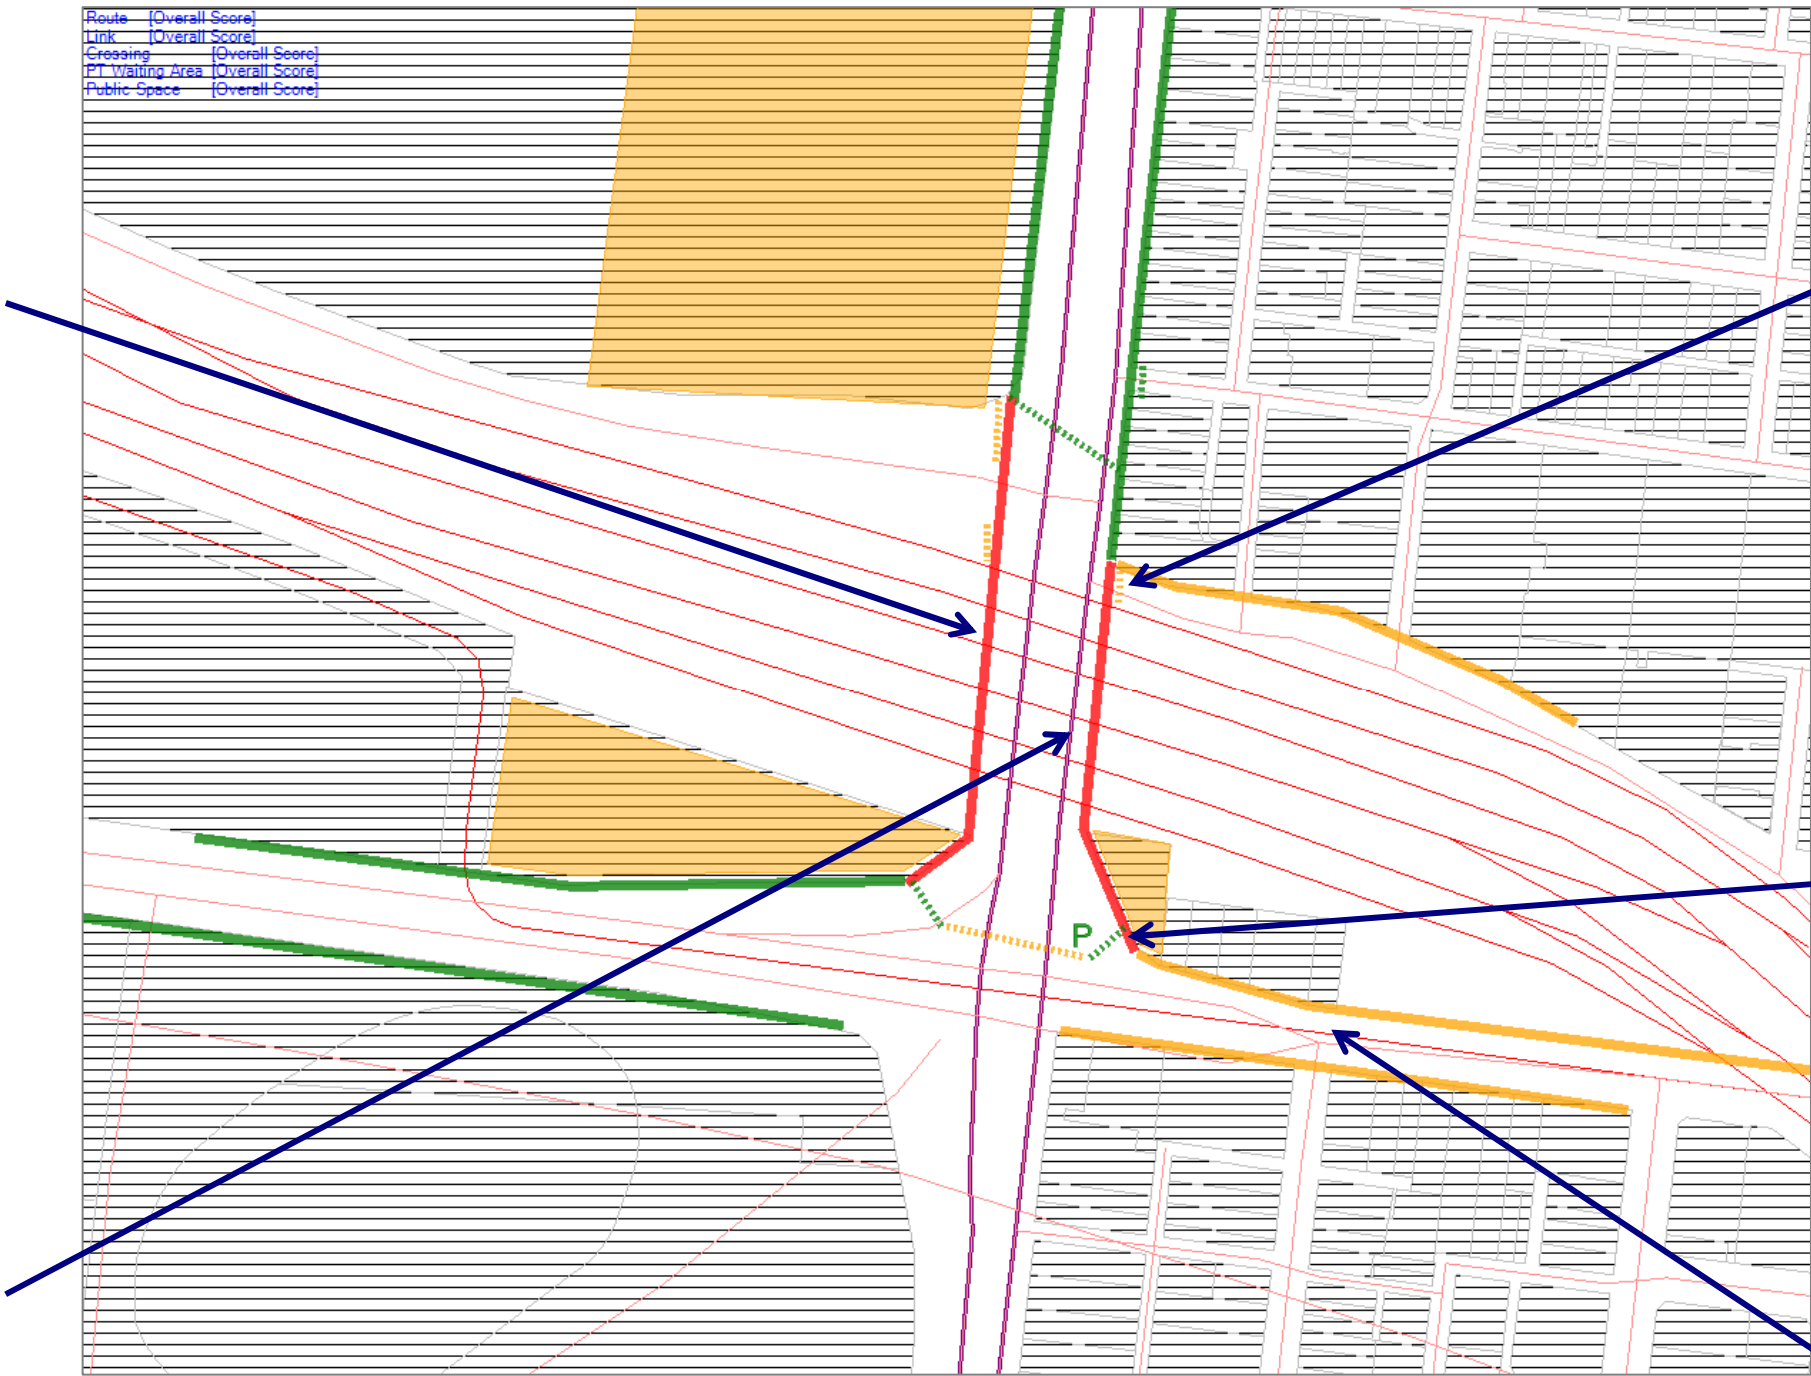 Route [Overall Score]
Link [Overall Score]
Crossing [Overall Score]
PT Waiting Area [Overall Score]
Public Space [Overall Score]
P